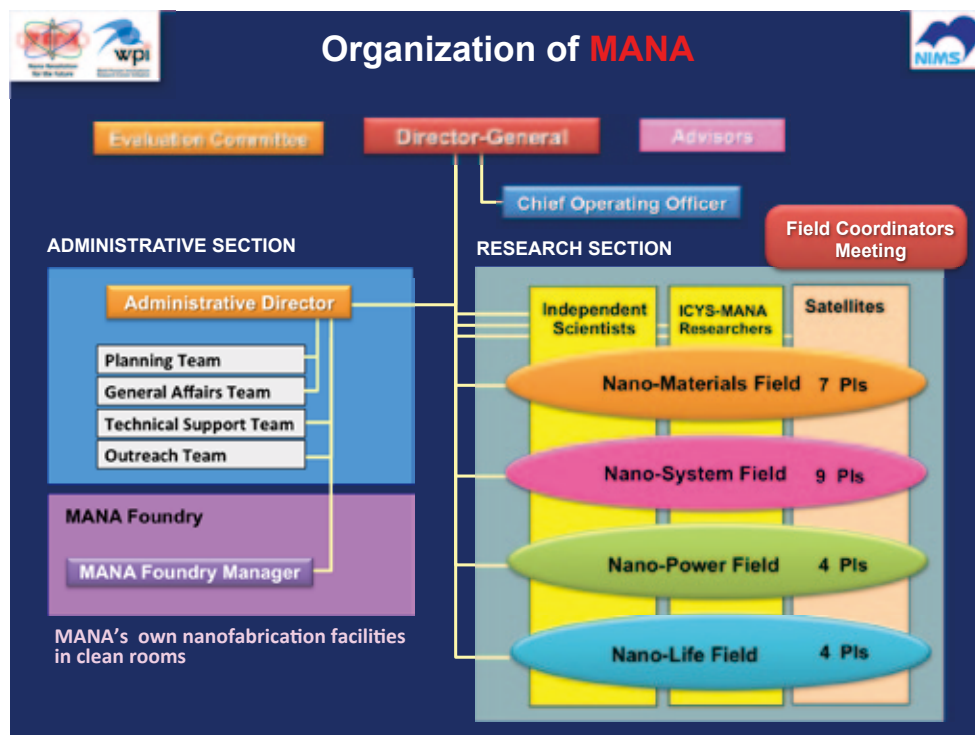 Organization of MANA
wpi
NIMS
Evaluation Committee
Director-General
Advisors
Chief Operating Officer
Field Coordinators
Meeting
ADMINISTRATIVE SECTION
RESEARCH SECTION
Administrative Director
Planning Team
General Affairs Team
Technical Support Team
Outreach Team
Independent
Scientists
ICYS-MANA
Researchers
Satellites
Nano-Materials Field 7 PIs
Nano-System Field 9 PIs
Nano-Power Field 4 PIs
Nano-Life Field 4 PIs
MANA Foundry
MANA Foundry Manager
MANA's own nanofabrication facilities
in clean rooms